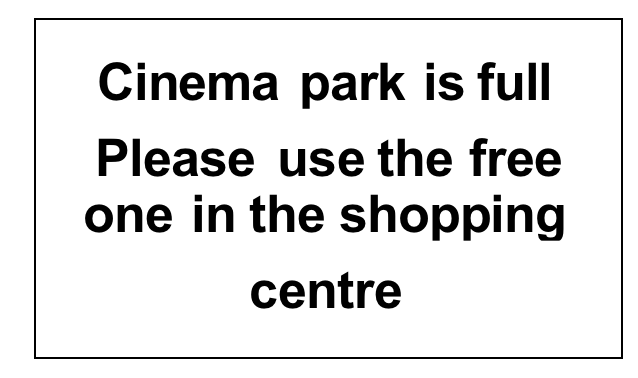 Cinema park is full
Please use the free
one in the shopping
centre